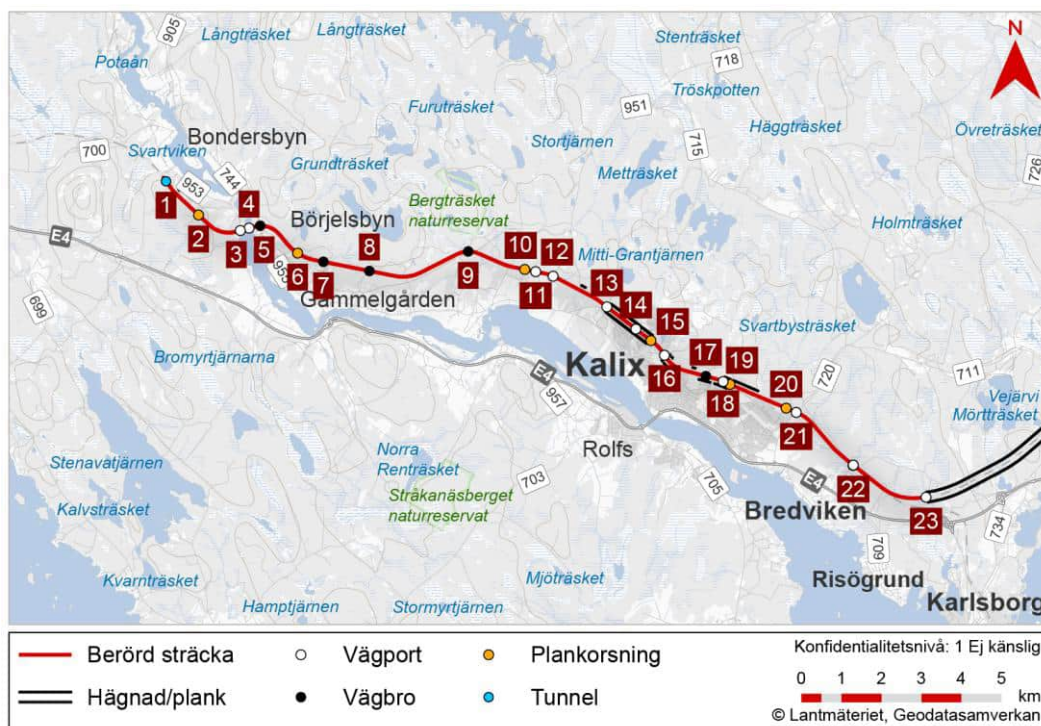 905
Långträsket
Långträsket
Stenträsket
N
Potaån
718
Tröskpotten
951
Furuträsket
Bondersbyn
Stortjärnen
715
Häggträsket
Övreträsket
700
Svartviken
744
Grundträsket
Metträsket
726
953
Bergträsket
naturreservat
1
4
Börjelsbyn
Holmträsket
2
3
5
8
10
12
Mitti-Grantjärnen
E4
953
6
7
9
11
13
Gammelgården
14
699
15
Svartbysträsket
Bromyrtjärnarna
Kalix
17
19
720
711
16
E4
20
Vejärvi
957
18
Mörtträsket
21
Norra
Renträsket
Rolfs
Stenavatjärnen
703
22
Stråkanäsberget
naturreservat
705
E4
Kalvsträsket
Bredviken
23
734
709
Kvarnträsket
Mjöträsket
Risögrund
Hamptjärnen
Stormyrtjärnen
Karlsborg
Berörd sträcka
Vägport
Plankorsning
Konfidentialitetsnivå: 1 Ej känslig
Hägnad/plank
Vägbro
Tunnel
0 1 2 3 4 5
km
© Lantmäteriet, Geodatasamverkan